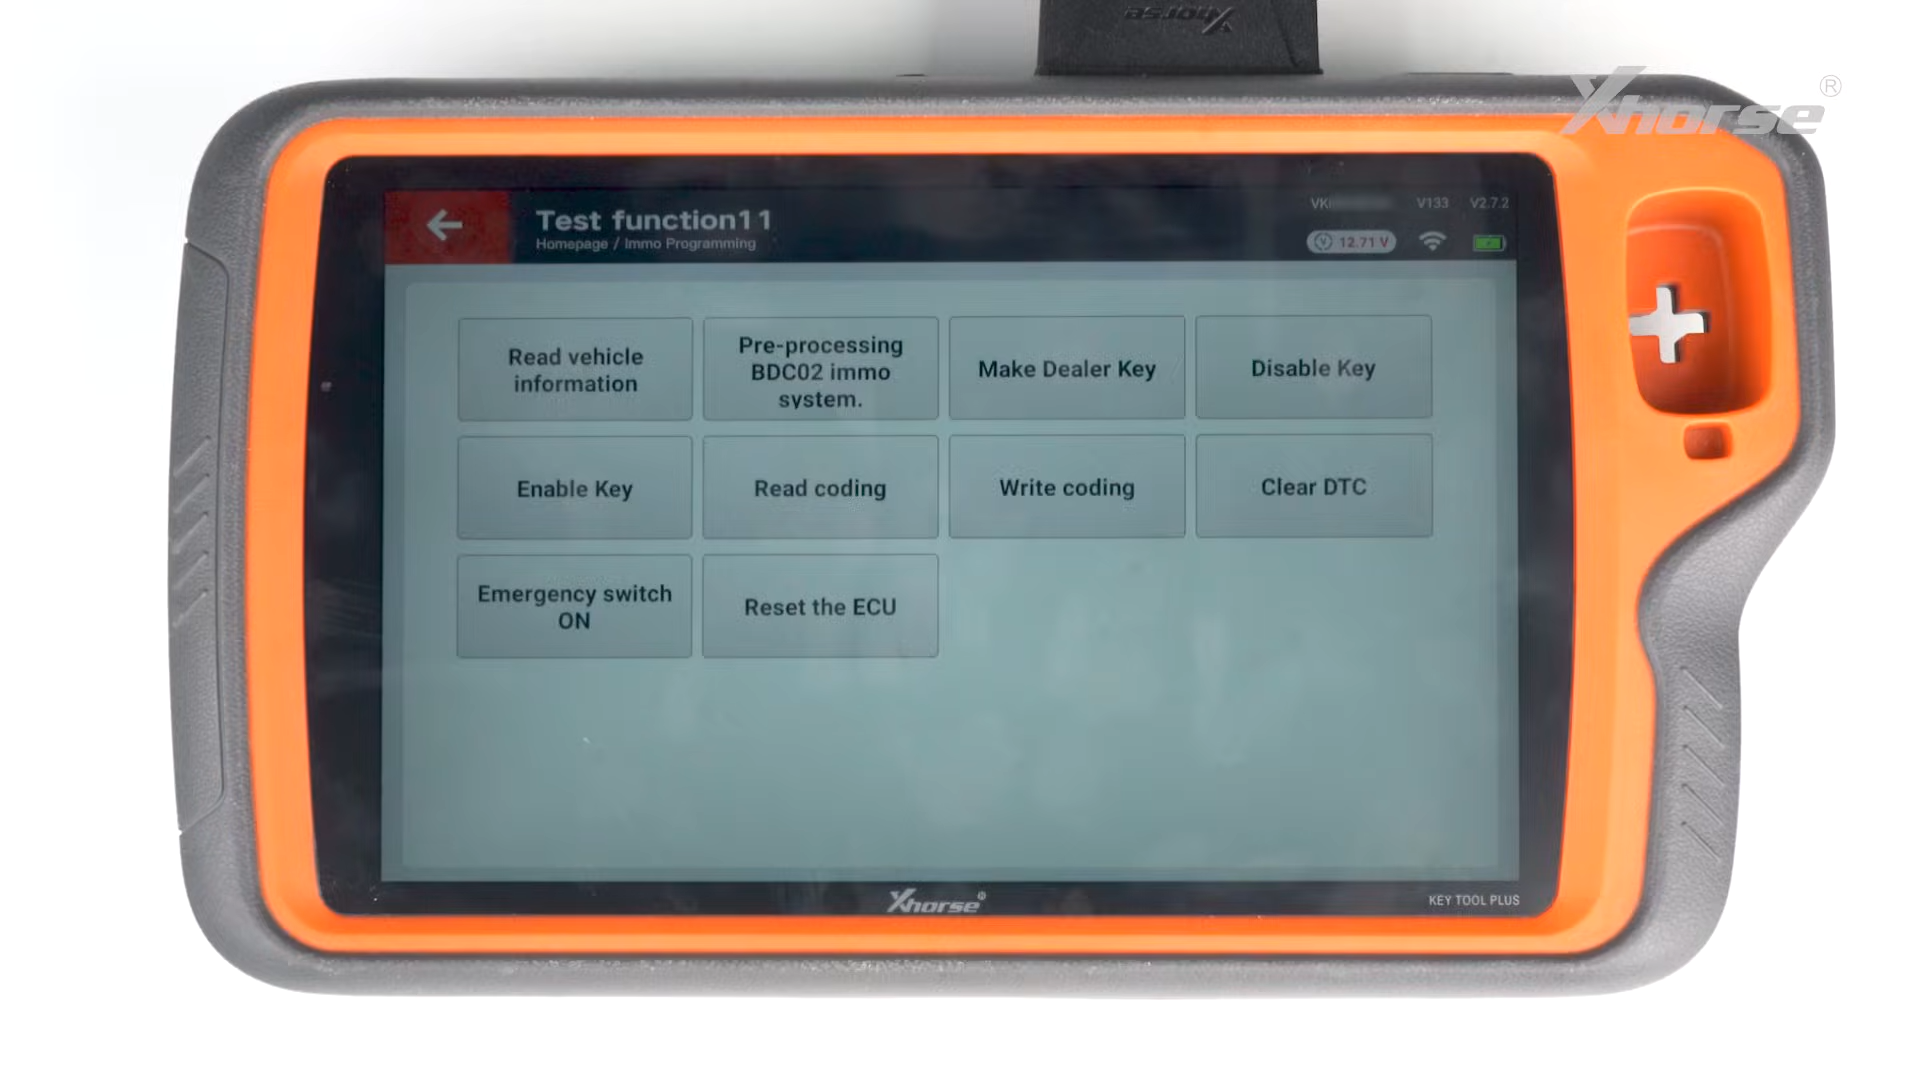 Xhorse
Xhorse®
Test function11
Homepage / Immo Programming
V133
V2.7.2
12.71 V
Read vehicle
information
Pre-processing
BDC02 immo
system.
Make Dealer Key
Disable Key
Enable Key
Read coding
Write coding
Clear DTC
Emergency switch
ON
Reset the ECU
Xhorse®
KEY TOOL PLUS